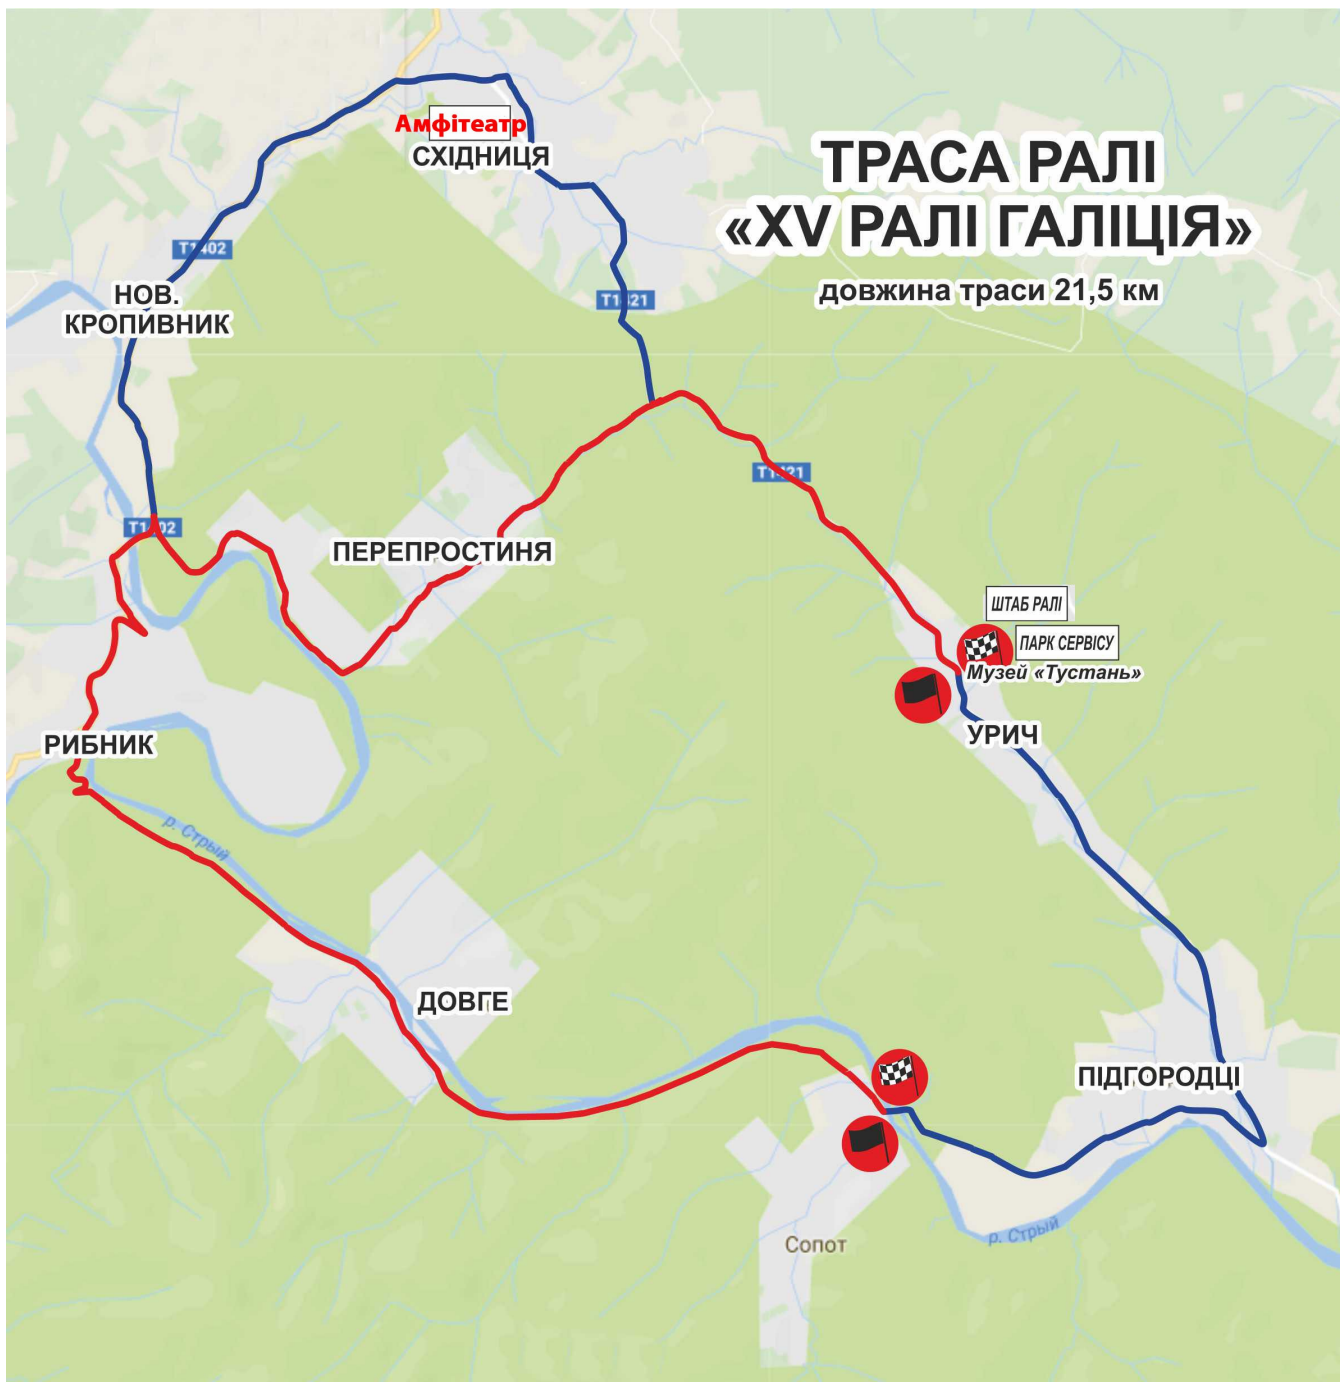 Амфітеатр
СХІДНИЦЯ
ТРАСА РАЛІ
«XV РАЛІ ГАЛІЦІЯ»
довжина траси 21,5 км
T1402
T1421
НОВ.
КРОПИВНИК
T1421
T1402
ПЕРЕПРОСТИНЯ
ШТАБ РАЛІ
ПАРК СЕРВІСУ
Музей «Тустань»
УРИЧ
РИБНИК
р. Стрый
ДОВГЕ
ПІДГОРОДЦІ
р. Стрый
Сопот